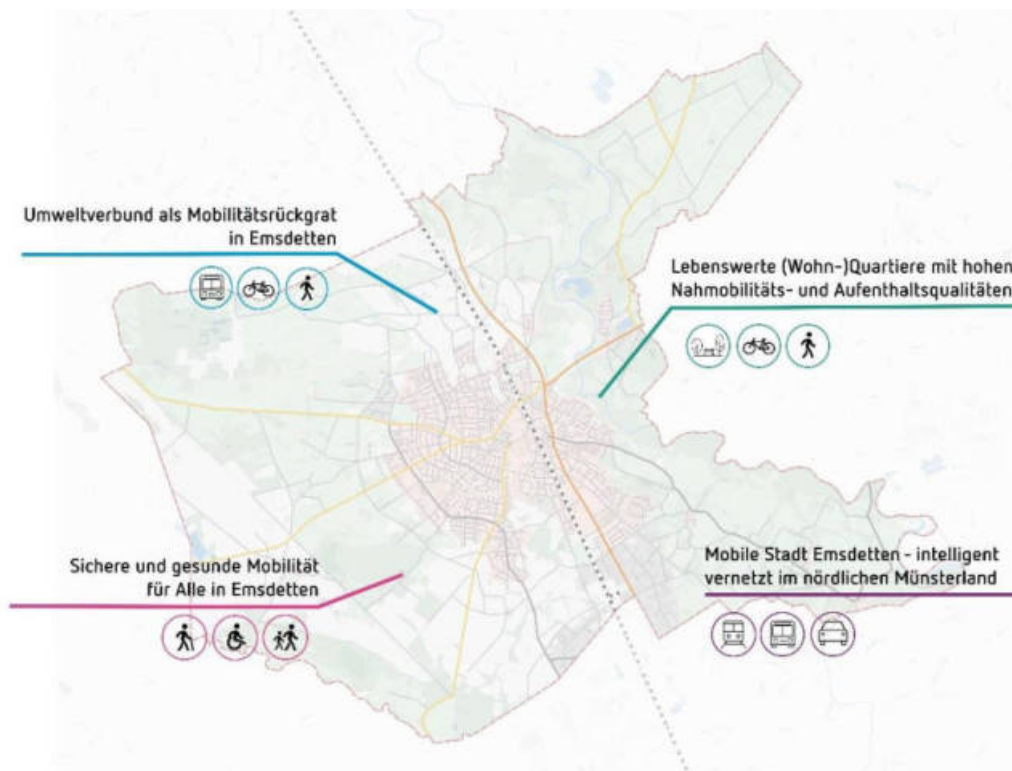 Umweltverbund als Mobilitätsrückgrat
in Emsdetten
Lebenswerte (Wohn-)Quartiere mit hohen
Nahmobilitäts- und Aufenthaltsqualitäten
Sichere und gesunde Mobilität
für Alle in Emsdetten
Mobile Stadt Emsdetten - intelligent
vernetzt im nördlichen Münsterland